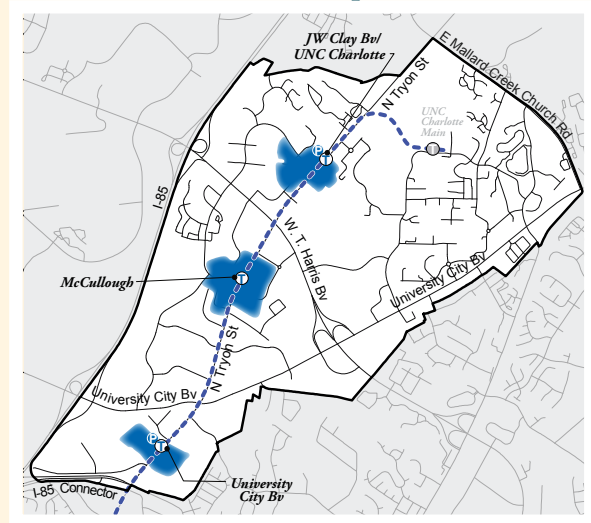 JW Clay Bv/
UNC Charlotte
E Mallard Creek Church Rd
N Tryon St
UNC
Charlotte
Main
T
P
T
I-85
W. T. Harris Bv
McCullough
T
University City Bv
N Tryon St
University City Bv
P
T
University
City Bv
I-85 Connector